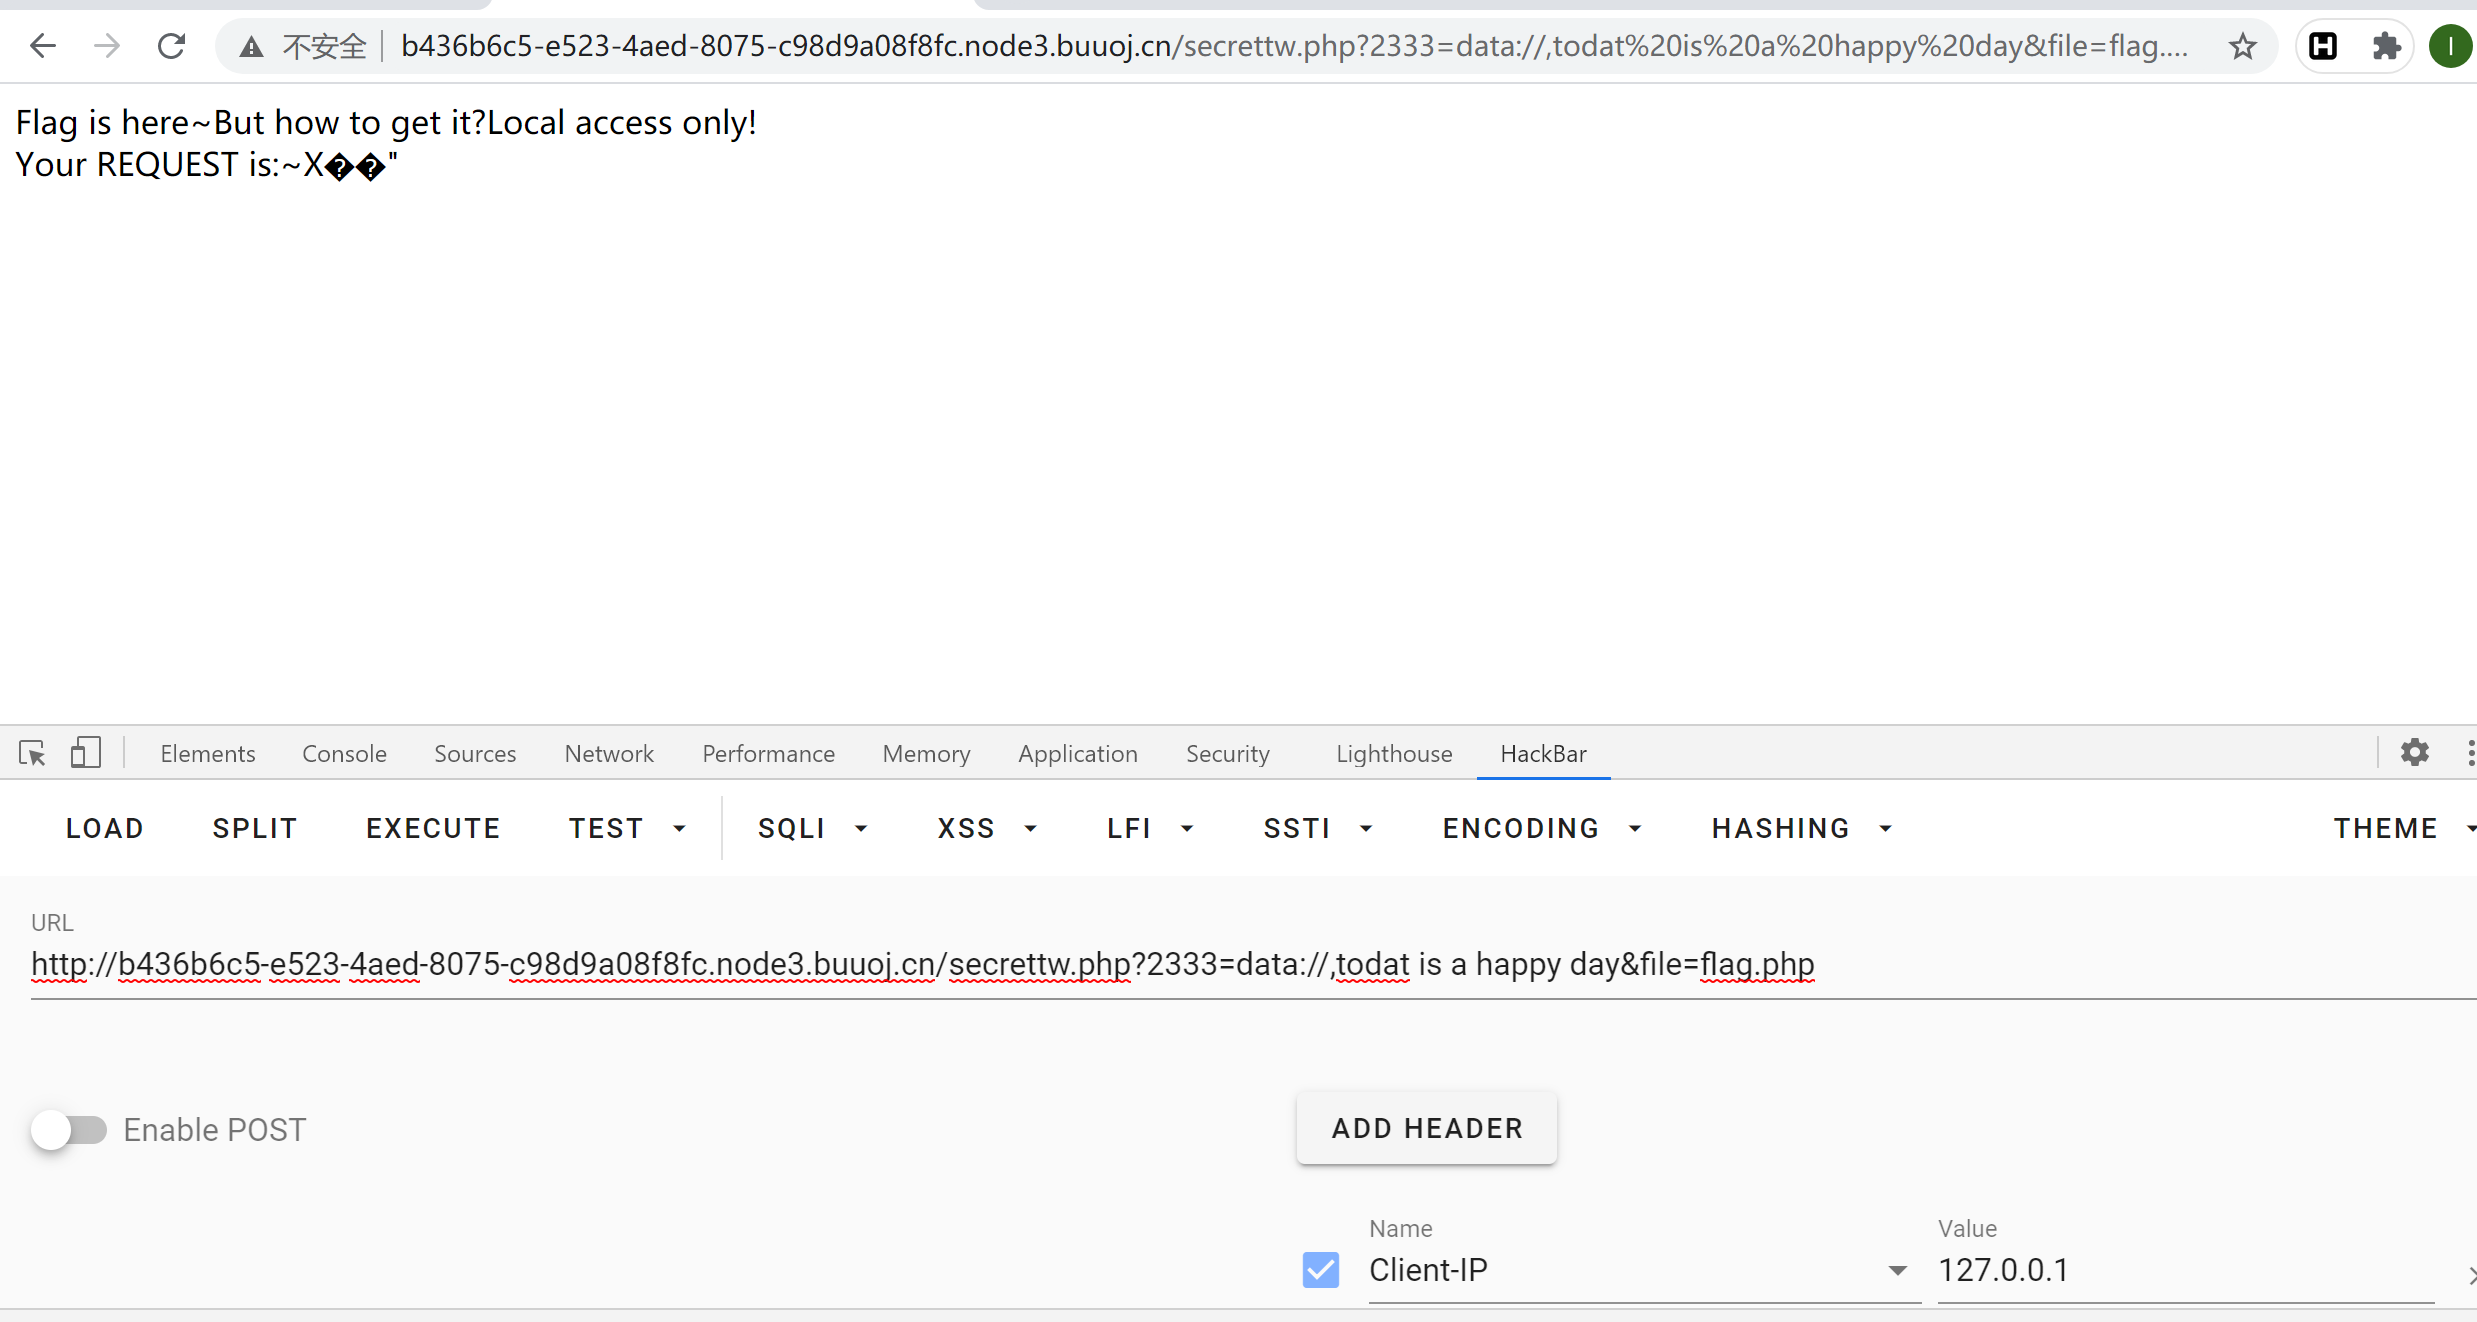 不安全 b436b6c5-e523-4aed-8075-c98d9a08f8fc.node3.buuoj.cn/secrettw.php?2333=data://,todat%20is%20a%20happy%20day&file=flag....
I
Flag is here~But how to get it?Local access only!
Your REQUEST is:~X��"
Elements Console Sources Network Performance Memory Application Security Lighthouse HackBar
LOAD SPLIT EXECUTE TEST SQLI XSS LFI SSTI ENCODING HASHING THEME
URL
http://b436b6c5-e523-4aed-8075-c98d9a08f8fc.node3.buuoj.cn/secrettw.php?2333=data://,todat is a happy day&file=flag.php
Enable POST
ADD HEADER
Name Value
Client-IP 127.0.0.1